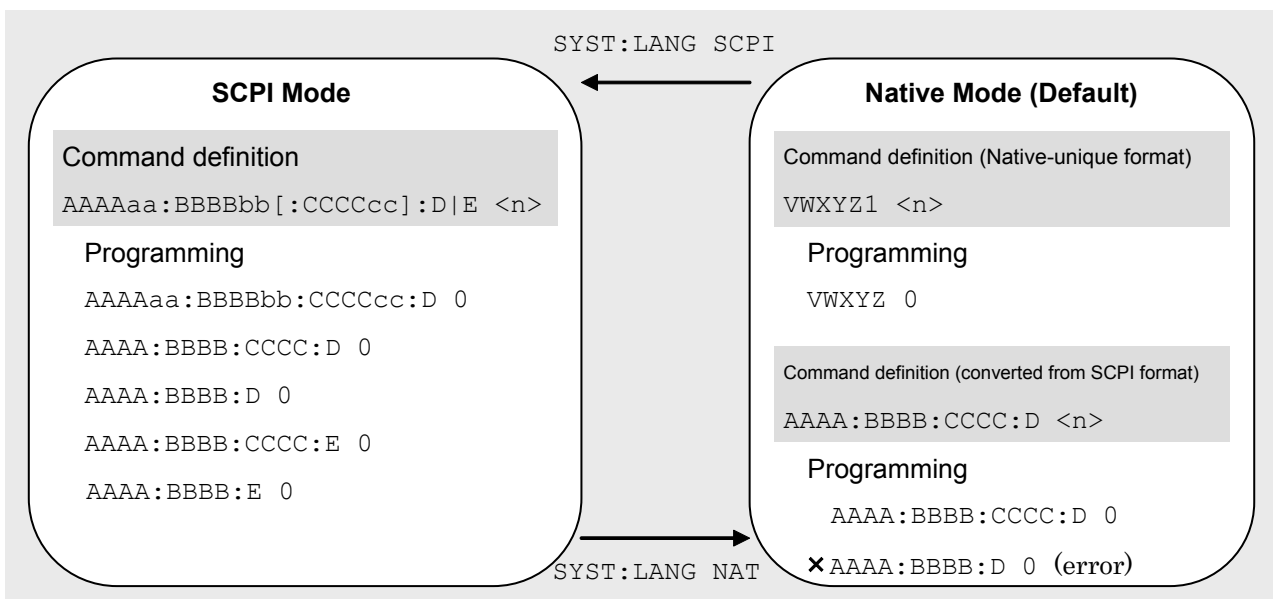 SYST:LANG SCPI
SCPI Mode
Command definition
AAAAaa:BBBBbb[:CCCCcc]:D|E <n>
Programming
AAAAaa:BBBBbb:CCCCcc:D 0
AAAA:BBBB:CCCC:D 0
AAAA:BBBB:D 0
AAAA:BBBB:CCCC:E 0
AAAA:BBBB:E 0
Native Mode (Default)
Command definition (Native-unique format)
VWXYZ1 <n>
Programming
VWXYZ 0
Command definition (converted from SCPI format)
AAAA:BBBB:CCCC:D <n>
Programming
AAAA:BBBB:CCCC:D 0
×AAAA:BBBB:D 0 (error)
SYST:LANG NAT